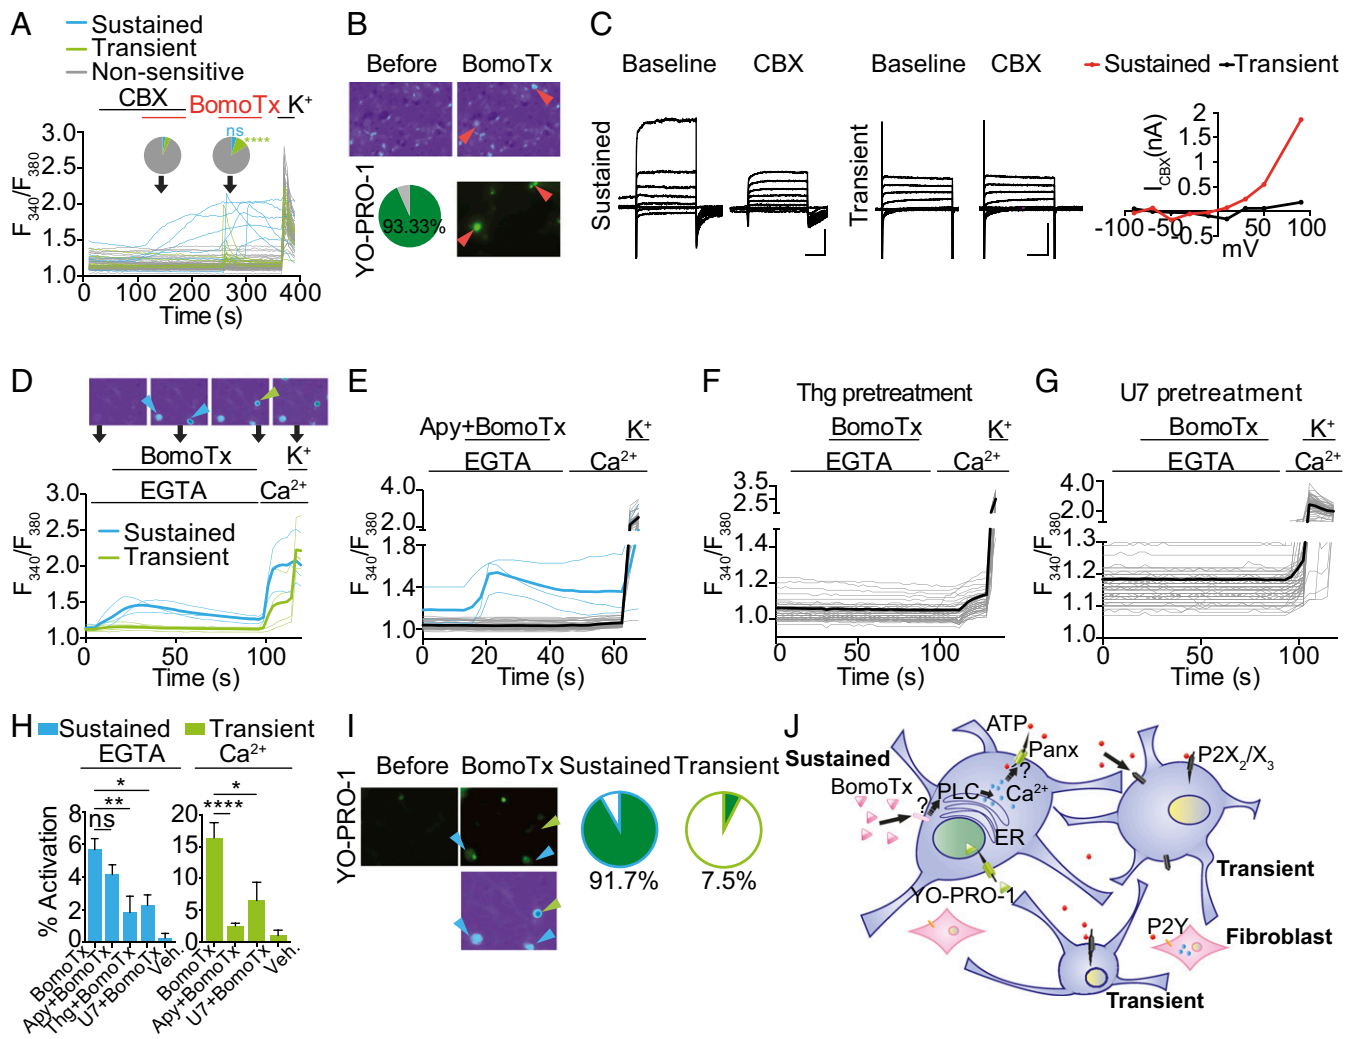 A
Sustained
Transient
Non-sensitive
CBX
BomoTx K+
ns
****
F340/F380
3.0
2.5
2.0
1.5
1.0
0 100 200 300 400
Time (s)
B
Before BomoTx
YO-PRO-1
93.33%
C
Baseline CBX Baseline CBX
Sustained
Transient
Sustained Transient
ICBX(nA)
2
1.5
1
0.5
-0.5
-100 -50 50 100
mV
D
BomoTx K+
EGTA Ca2+
Sustained
Transient
F340/F380
3.0
2.5
2.0
1.5
1.0
0 50 100
Time (s)
E
Apy+BomoTx K+
EGTA Ca2+
F340/F380
4.0
2.0
1.8
1.4
1.0
0 20 40 60
Time (s)
F
Thg pretreatment
BomoTx K+
EGTA Ca2+
F340/F380
3.5
2.5
1.4
1.2
1.0
0 50 100
Time (s)
G
U7 pretreatment
BomoTx K+
EGTA Ca2+
F340/F380
4.0
2.0
1.3
1.2
1.1
1.0
0 50 100
Time (s)
H
Sustained Transient
EGTA Ca2+
% Activation
8
6
4
2
0
ns
**
*
BomoTx
Apy+BomoTx
Thg+BomoTx
U7+BomoTx
Veh.
20
15
10
5
0
****
*
BomoTx
Apy+BomoTx
U7+BomoTx
Veh.
I
Before BomoTx Sustained Transient
YO-PRO-1
91.7% 7.5%
J
Sustained
BomoTx
?
PLC
Ca2+
?
ATP
Panx
ER
YO-PRO-1
P2X2/X3
Transient
P2Y
Fibroblast
Transient